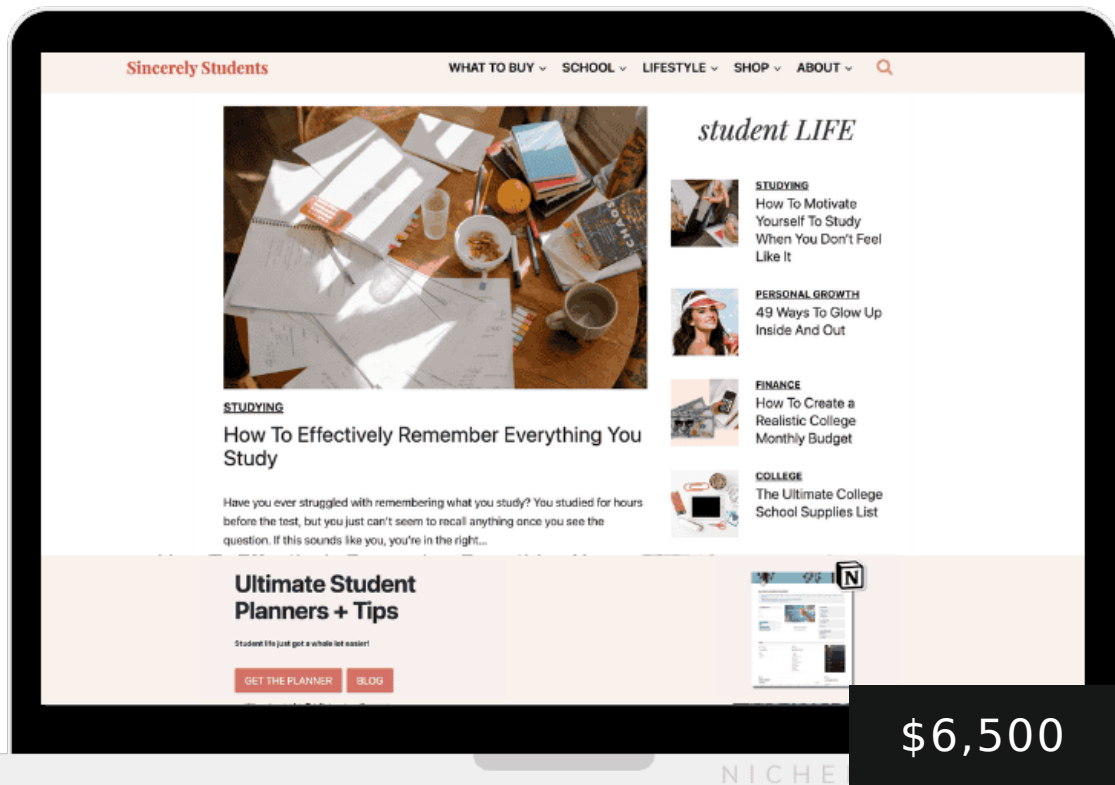 Sincerely Students
WHAT TO BUY SCHOOL LIFESTYLE SHOP ABOUT
CHAOS
STUDYING
How To Effectively Remember Everything You
Study
Have you ever struggled with remembering what you study? You studied for hours
before the test, but you just can't seem to recall anything once you see the
question. If this sounds like you, you're in the right...
student LIFE
STUDYING
How To Motivate
Yourself To Study
When You Don't Feel
Like It
PERSONAL GROWTH
49 Ways To Glow Up
Inside And Out
FINANCE
How To Create a
Realistic College
Monthly Budget
COLLEGE
The Ultimate College
School Supplies List
Ultimate Student
Planners + Tips
Student life just got a whole lot easier!
GET THE PLANNER BLOG
N
$6,500